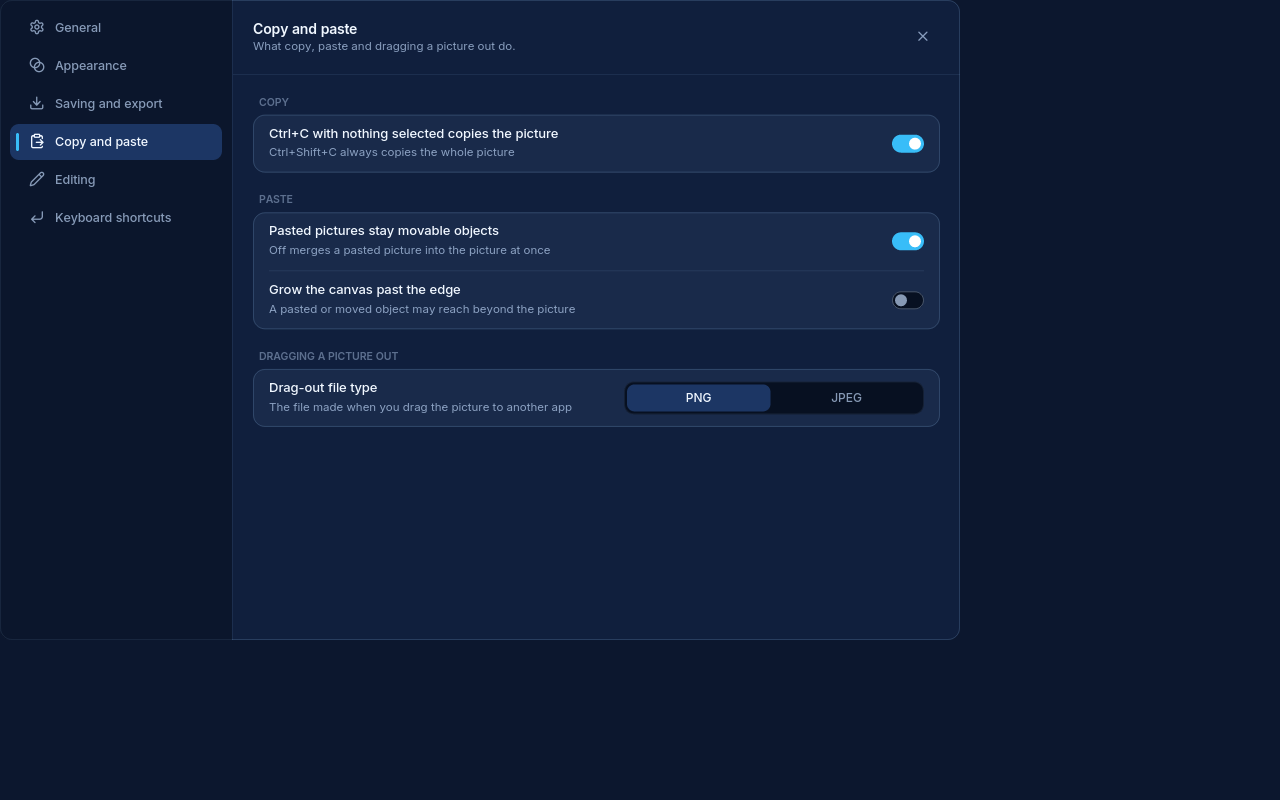 General
Appearance
Saving and export
Copy and paste
Editing
Keyboard shortcuts
Copy and paste
What copy, paste and dragging a picture out do.
COPY
Ctrl+C with nothing selected copies the picture
Ctrl+Shift+C always copies the whole picture
PASTE
Pasted pictures stay movable objects
Off merges a pasted picture into the picture at once
Grow the canvas past the edge
A pasted or moved object may reach beyond the picture
DRAGGING A PICTURE OUT
Drag-out file type
The file made when you drag the picture to another app
PNG
JPEG